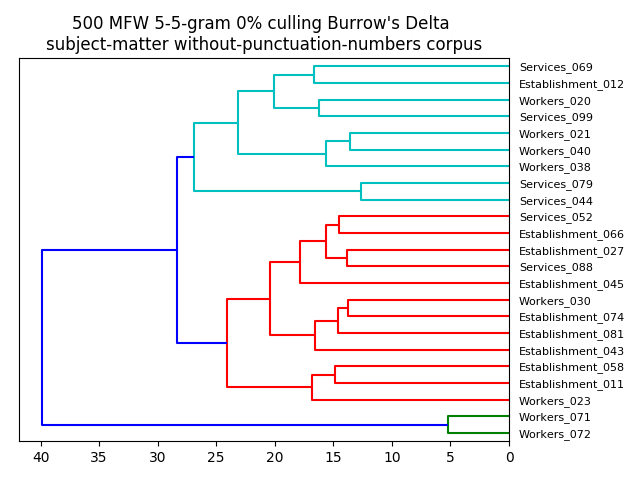 500 MFW 5-5-gram 0% culling Burrow's Delta
subject-matter without-punctuation-numbers corpus
Services_069
Establishment_012
Workers_020
Services_099
Workers_021
Workers_040
Workers_038
Services_079
Services_044
Services_052
Establishment_066
Establishment_027
Services_088
Establishment_045
Workers_030
Establishment_074
Establishment_081
Establishment_043
Establishment_058
Establishment_011
Workers_023
Workers_071
Workers_072
40 35 30 25 20 15 10 5 0